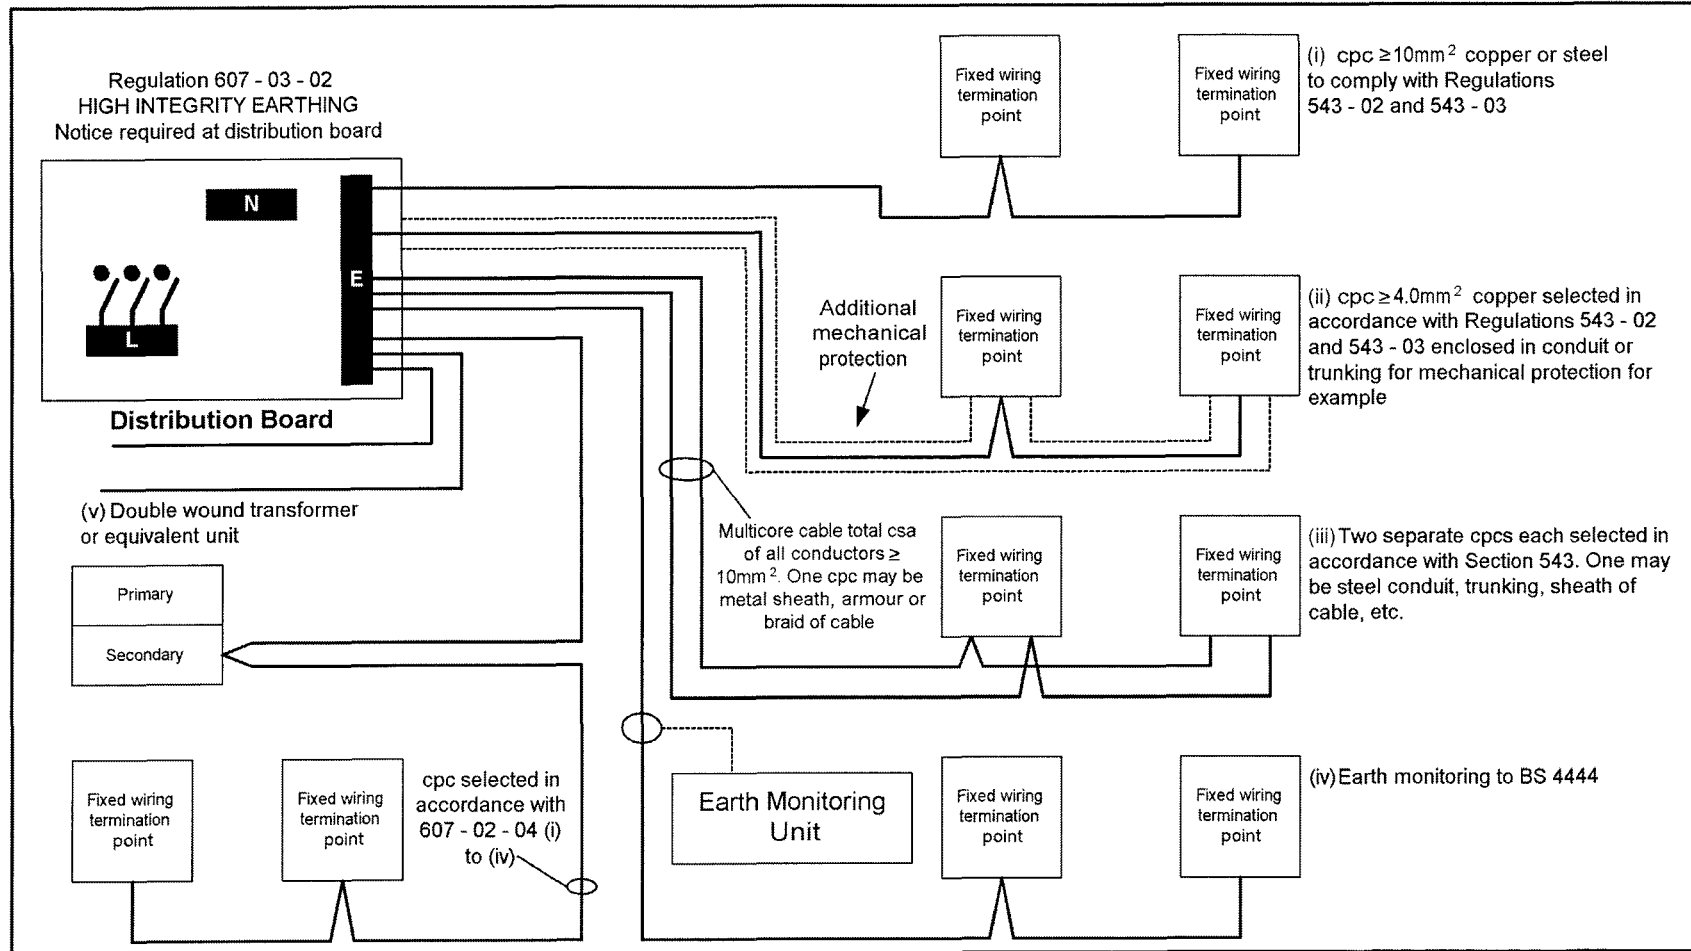 Regulation 607 - 03 - 02
HIGH INTEGRITY EARTHING
Notice required at distribution board
N
E
L
Distribution Board
(v) Double wound transformer
or equivalent unit
Primary
Secondary
Fixed wiring
termination
point
Fixed wiring
termination
point
cpc selected in
accordance with
607 - 02 - 04 (i)
to (iv)
Fixed wiring
termination
point
Fixed wiring
termination
point
(i) cpc ≥10mm² copper or steel
to comply with Regulations
543 - 02 and 543 - 03
Additional
mechanical
protection
Fixed wiring
termination
point
Fixed wiring
termination
point
(ii) cpc ≥4.0mm² copper selected in
accordance with Regulations 543 - 02
and 543 - 03 enclosed in conduit or
trunking for mechanical protection for
example
Multicore cable total csa
of all conductors ≥
10mm². One cpc may be
metal sheath, armour or
braid of cable
Fixed wiring
termination
point
Fixed wiring
termination
point
(iii) Two separate cpcs each selected in
accordance with Section 543. One may
be steel conduit, trunking, sheath of
cable, etc.
Earth Monitoring
Unit
Fixed wiring
termination
point
Fixed wiring
termination
point
(iv) Earth monitoring to BS 4444